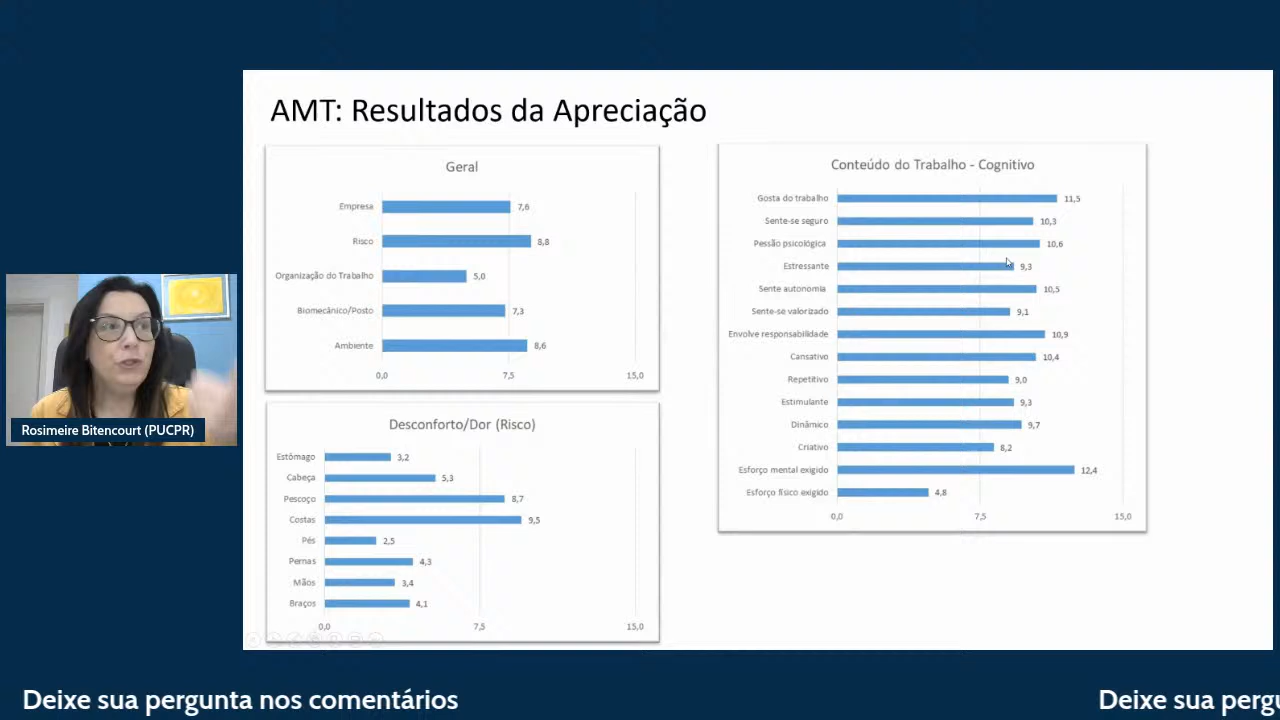 AMT: Resultados da Apreciação
Geral
Empresa 7,6
Risco 8,8
Organização do Trabalho 5,0
Biomecânico/Posto 7,3
Ambiente 8,6
0,0 7,5 15,0
Desconforto/Dor (Risco)
Estômago 3,2
Cabeça 5,3
Pescoço 8,7
Costas 9,5
Pés 2,5
Pernas 4,3
Mãos 3,4
Braços 4,1
0,0 7,5 15,0
Conteúdo do Trabalho - Cognitivo
Gosta do trabalho 11,5
Sente-se seguro 10,3
Pessão psicológica 10,6
Estressante 9,3
Sente autonomia 10,5
Sente-se valorizado 9,1
Envolve responsabilidade 10,9
Cansativo 10,4
Repetitivo 9,0
Estimulante 9,3
Dinâmico 9,7
Criativo 8,2
Esforço mental exigido 12,4
Esforço físico exigido 4,8
0,0 7,5 15,0
Rosimeire Bitencourt (PUCPR)
Deixe sua pergunta nos comentários
Deixe sua pergu